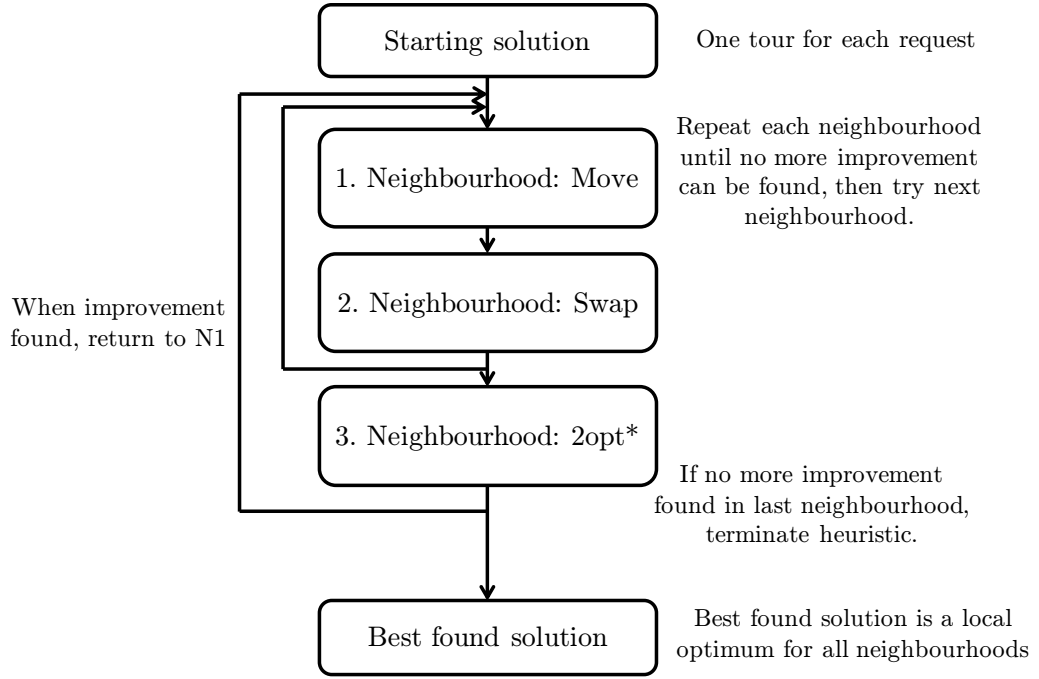 Starting solution
One tour for each request
Repeat each neighbourhood
until no more improvement
can be found, then try next
neighbourhood.
1. Neighbourhood: Move
2. Neighbourhood: Swap
When improvement
found, return to N1
3. Neighbourhood: 2opt*
If no more improvement
found in last neighbourhood,
terminate heuristic.
Best found solution
Best found solution is a local
optimum for all neighbourhoods